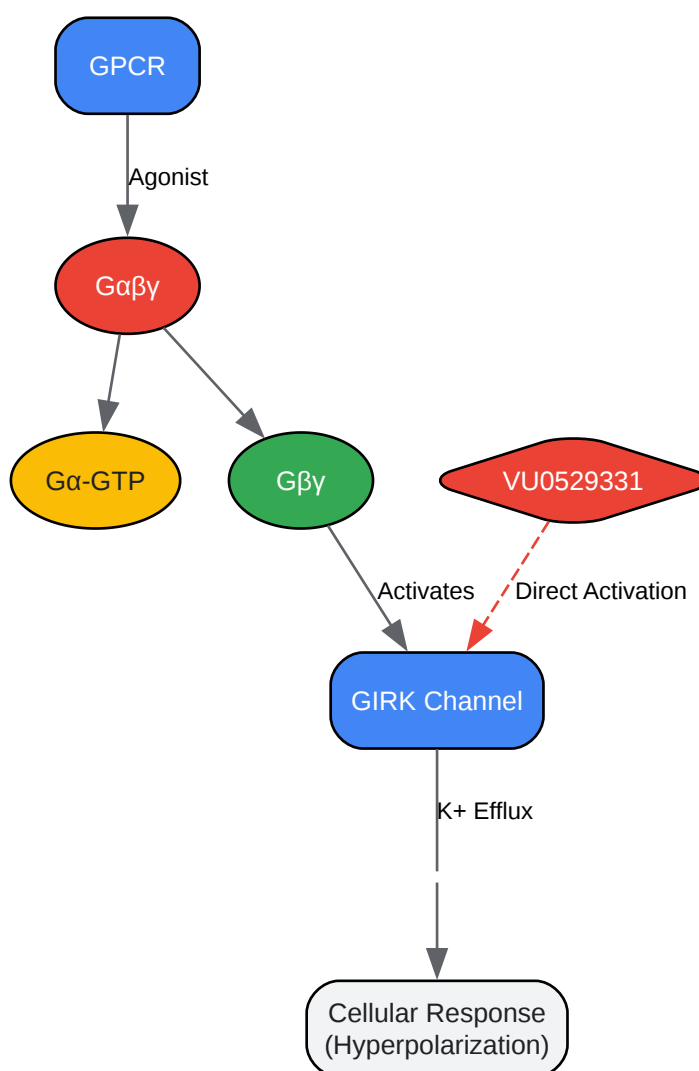 GPCR
Agonist
Gαβγ
Gα-GTP
Gβγ
VU0529331
Activates
Direct Activation
GIRK Channel
K+ Efflux
Cellular Response
(Hyperpolarization)